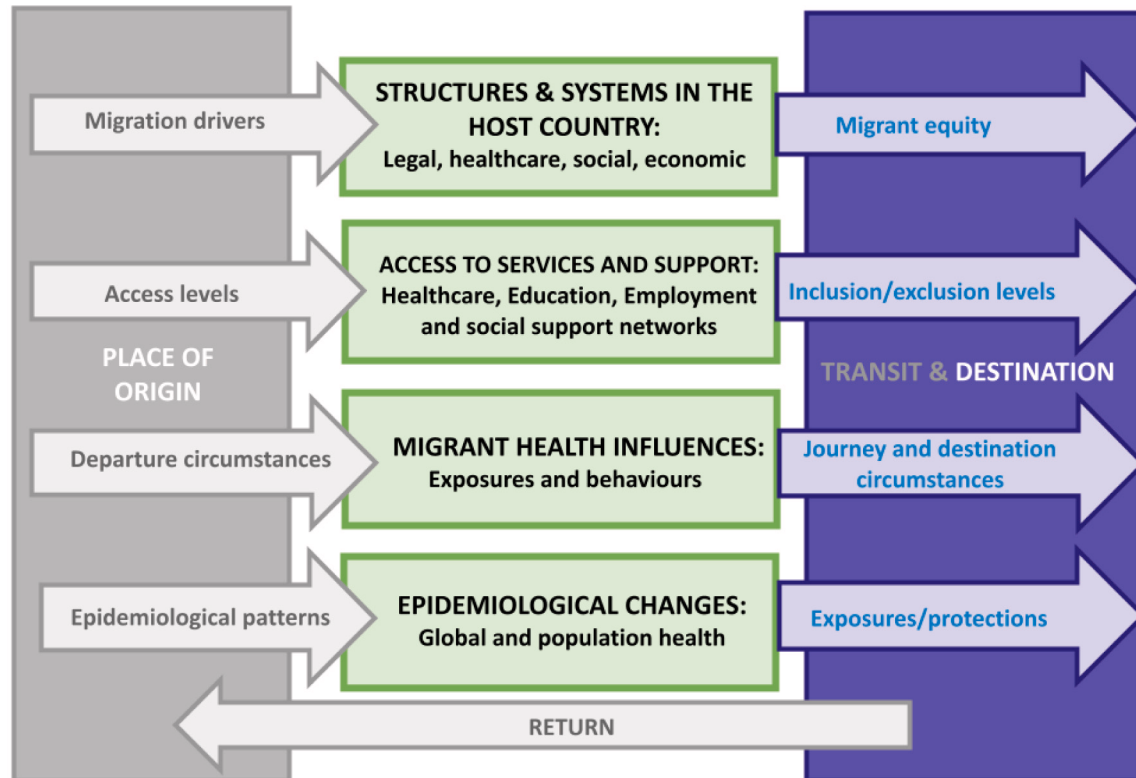 Migration drivers
STRUCTURES & SYSTEMS IN THE
HOST COUNTRY:
Legal, healthcare, social, economic
Migrant equity
Access levels
ACCESS TO SERVICES AND SUPPORT:
Healthcare, Education, Employment
and social support networks
Inclusion/exclusion levels
PLACE OF
ORIGIN
TRANSIT & DESTINATION
Departure circumstances
MIGRANT HEALTH INFLUENCES:
Exposures and behaviours
Journey and destination
circumstances
Epidemiological patterns
EPIDEMIOLOGICAL CHANGES:
Global and population health
Exposures/protections
RETURN